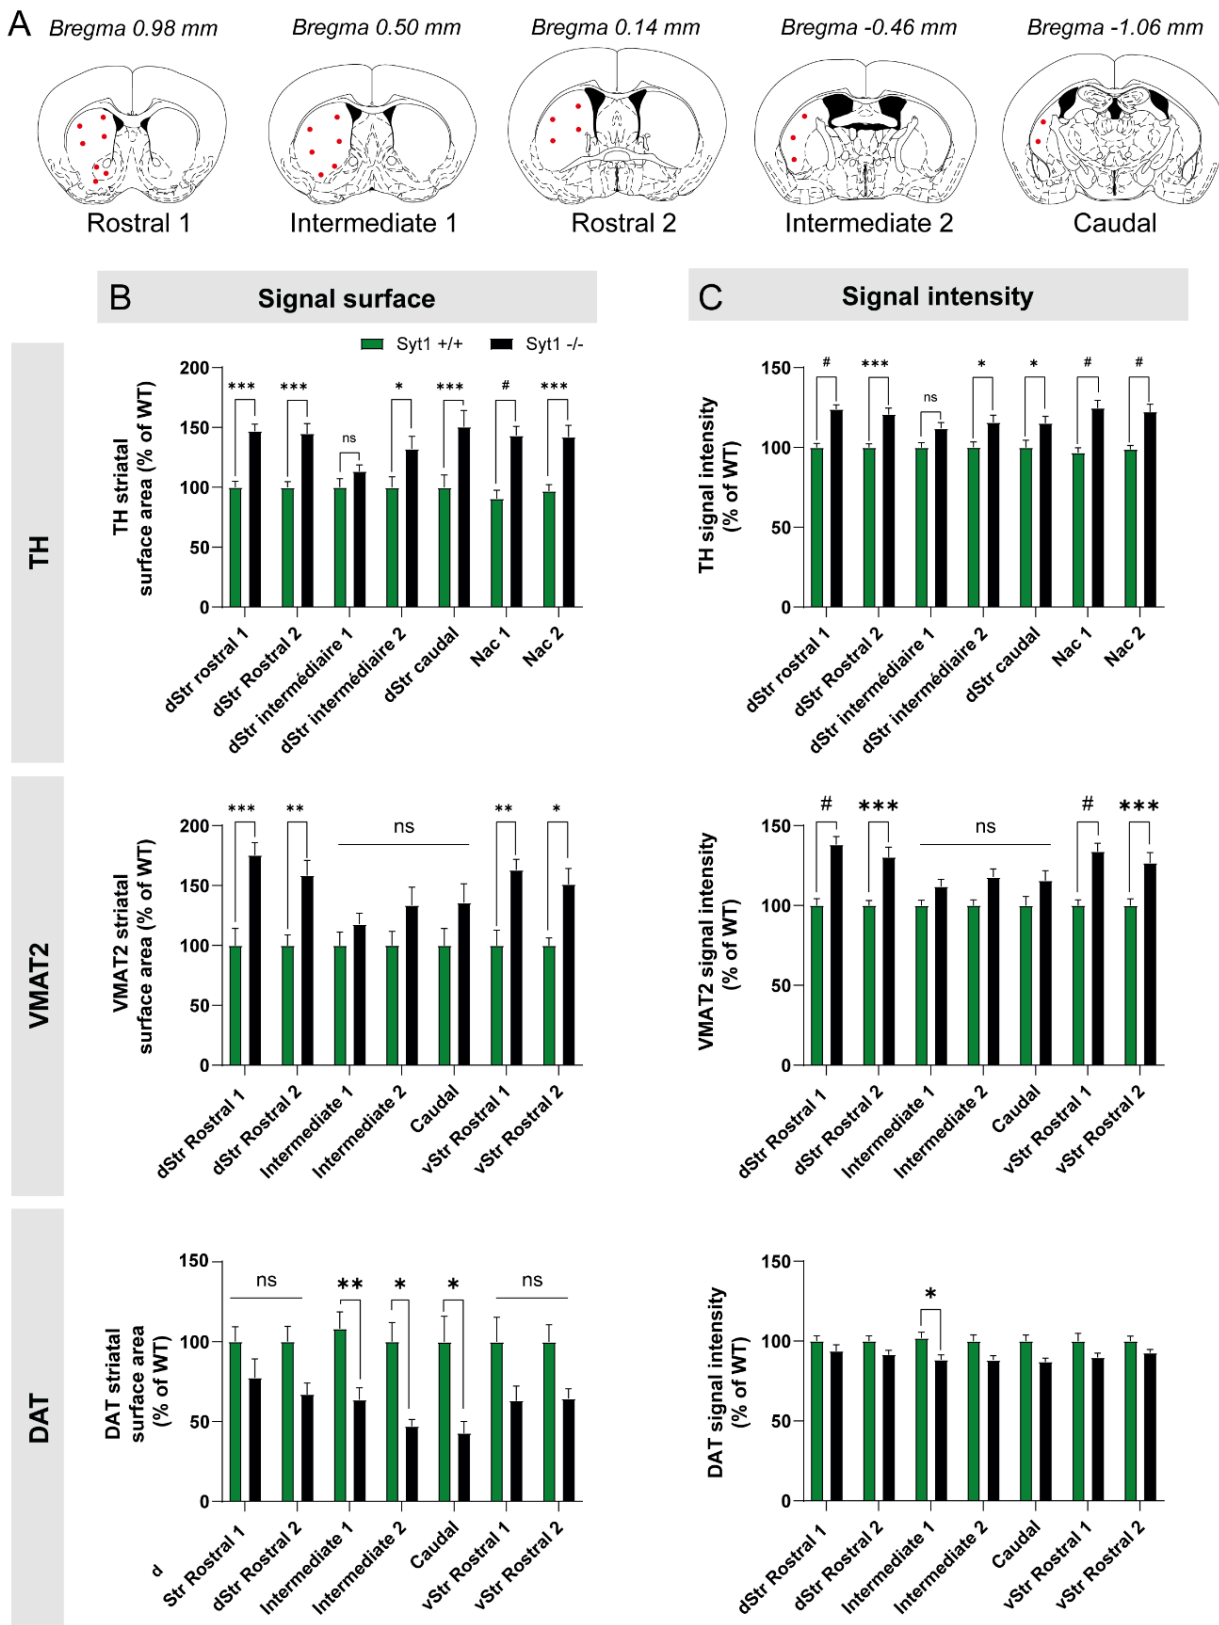 A
Bregma 0.98 mm
Bregma 0.50 mm
Bregma 0.14 mm
Bregma -0.46 mm
Bregma -1.06 mm
Rostral 1
Intermediate 1
Rostral 2
Intermediate 2
Caudal
B
Signal surface
C
Signal intensity
Syt1 +/+
Syt1 -/-
TH
TH striatal
surface area (% of WT)
200
150
100
50
0
***
***
ns
*
***
#
***
dStr rostral 1
dStr Rostral 2
dStr intermédiaire 1
dStr intermédiaire 2
dStr caudal
Nac 1
Nac 2
TH signal intensity
(% of WT)
150
100
50
0
#
***
ns
*
*
#
#
dStr rostral 1
dStr Rostral 2
dStr intermédiaire 1
dStr intermédiaire 2
dStr caudal
Nac 1
Nac 2
VMAT2
VMAT2 striatal
surface area (% of WT)
200
150
100
50
0
***
**
ns
**
*
dStr Rostral 1
dStr Rostral 2
Intermediate 1
Intermediate 2
Caudal
vStr Rostral 1
vStr Rostral 2
VMAT2 signal intensity
(% of WT)
150
100
50
0
#
***
ns
#
***
dStr Rostral 1
dStr Rostral 2
Intermediate 1
Intermediate 2
Caudal
vStr Rostral 1
vStr Rostral 2
DAT
DAT striatal
surface area
(% of WT)
150
100
50
0
ns
**
*
*
ns
d
Str Rostral 1
dStr Rostral 2
Intermediate 1
Intermediate 2
Caudal
vStr Rostral 1
vStr Rostral 2
DAT signal intensity
(% of WT)
150
100
50
0
*
dStr Rostral 1
dStr Rostral 2
Intermediate 1
Intermediate 2
Caudal
vStr Rostral 1
vStr Rostral 2